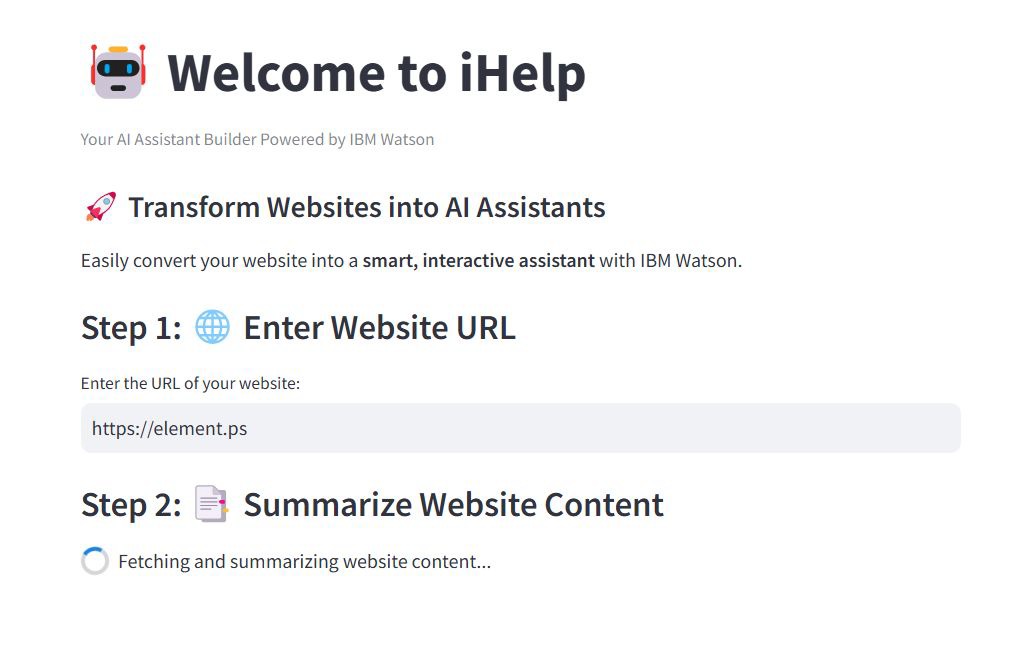 Welcome to iHelp
Your AI Assistant Builder Powered by IBM Watson
Transform Websites into AI Assistants
Easily convert your website into a smart, interactive assistant with IBM Watson.
Step 1: Enter Website URL
Enter the URL of your website:
https://element.ps
Step 2: Summarize Website Content
Fetching and summarizing website content...